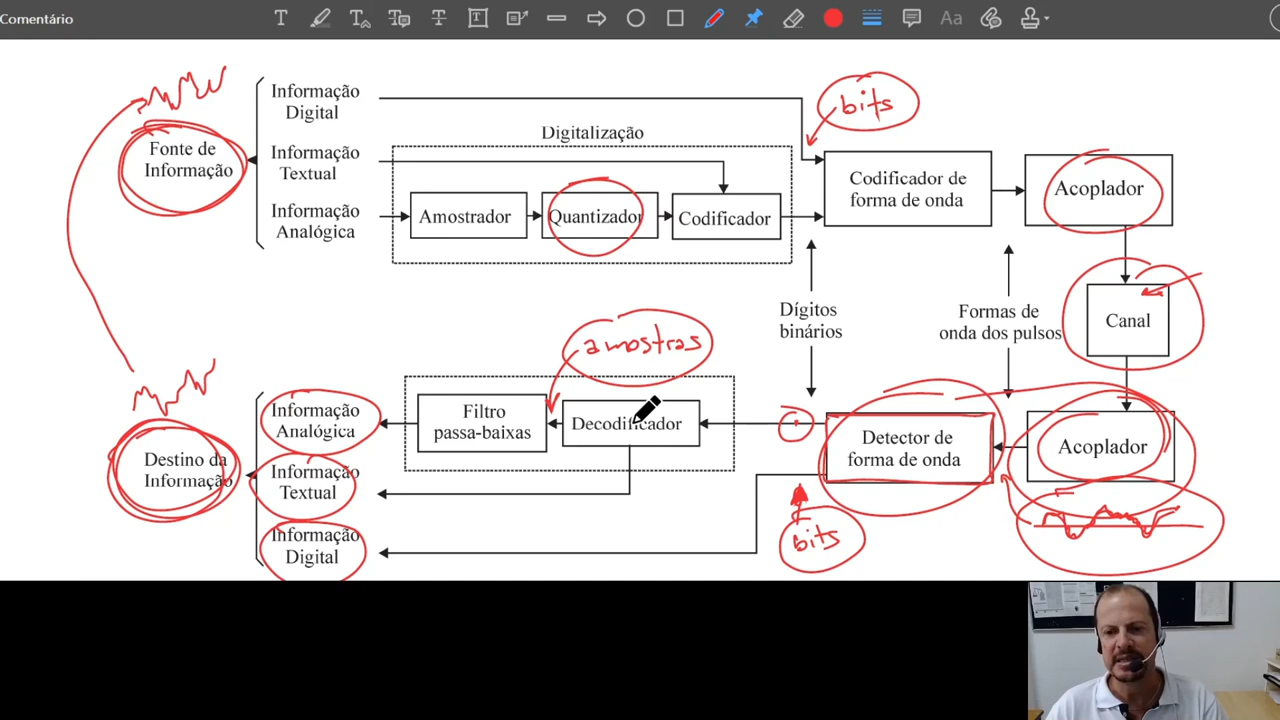 Comentário
T
T
Aa
bits
Informação
Digital
Digitalização
Fonte de
Informação
Informação
Textual
Informação
Analógica
Amostrador
Quantizador
Codificador
Codificador de
forma de onda
Acoplador
Dígitos
binários
Formas de
onda dos pulsos
Canal
amostras
Informação
Analógica
Filtro
passa-baixas
Decodificador
Detector de
forma de onda
Acoplador
Destino da
Informação
Informação
Textual
Informação
Digital
bits